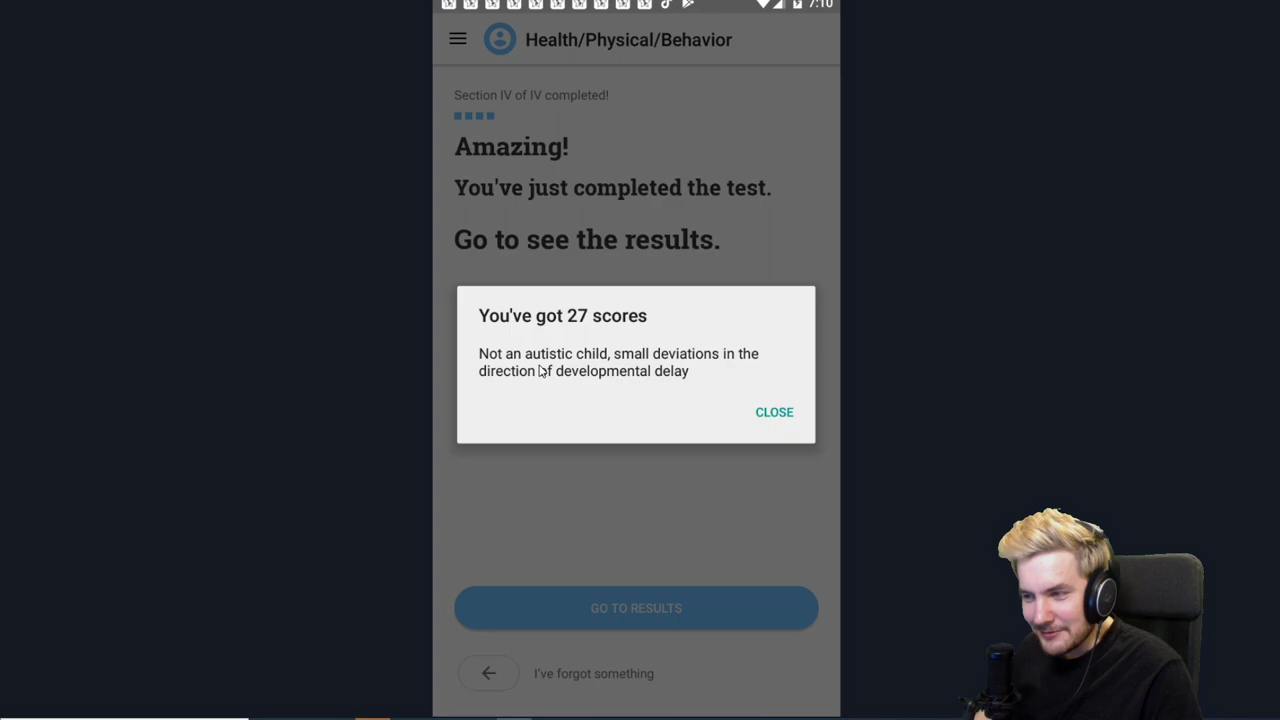 7:10
Health/Physical/Behavior
Section IV of IV completed!
Amazing!
You've just completed the test.
Go to see the results.
You've got 27 scores
Not an autistic child, small deviations in the
direction of developmental delay
CLOSE
GO TO RESULTS
I've forgot something